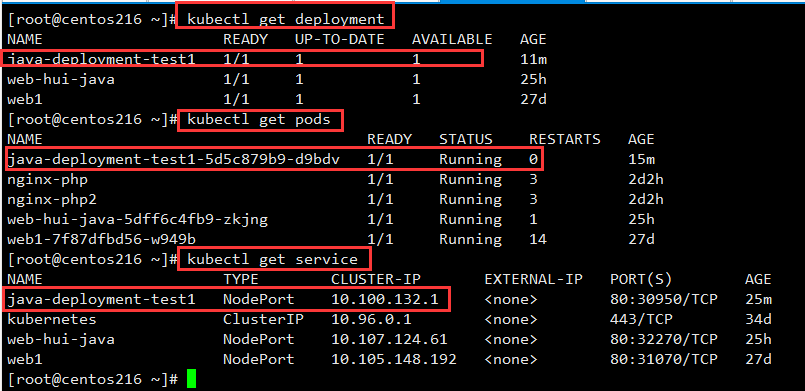 [root@centos216 ~]# kubectl get deployment
NAME READY UP-TO-DATE AVAILABLE AGE
java-deployment-test1 1/1 1 1 11m
web-hui-java 1/1 1 1 25h
web1 1/1 1 1 27d
[root@centos216 ~]# kubectl get pods
NAME READY STATUS RESTARTS AGE
java-deployment-test1-5d5c879b9-d9bdv 1/1 Running 0 15m
nginx-php 1/1 Running 3 2d2h
nginx-php2 1/1 Running 3 2d2h
web-hui-java-5dff6c4fb9-zkjng 1/1 Running 1 25h
web1-7f87dfbd56-w949b 1/1 Running 14 27d
[root@centos216 ~]# kubectl get service
NAME TYPE CLUSTER-IP EXTERNAL-IP PORT(S) AGE
java-deployment-test1 NodePort 10.100.132.1 <none> 80:30950/TCP 25m
kubernetes ClusterIP 10.96.0.1 <none> 443/TCP 34d
web-hui-java NodePort 10.107.124.61 <none> 80:32270/TCP 25h
web1 NodePort 10.105.148.192 <none> 80:31070/TCP 27d
[root@centos216 ~]#